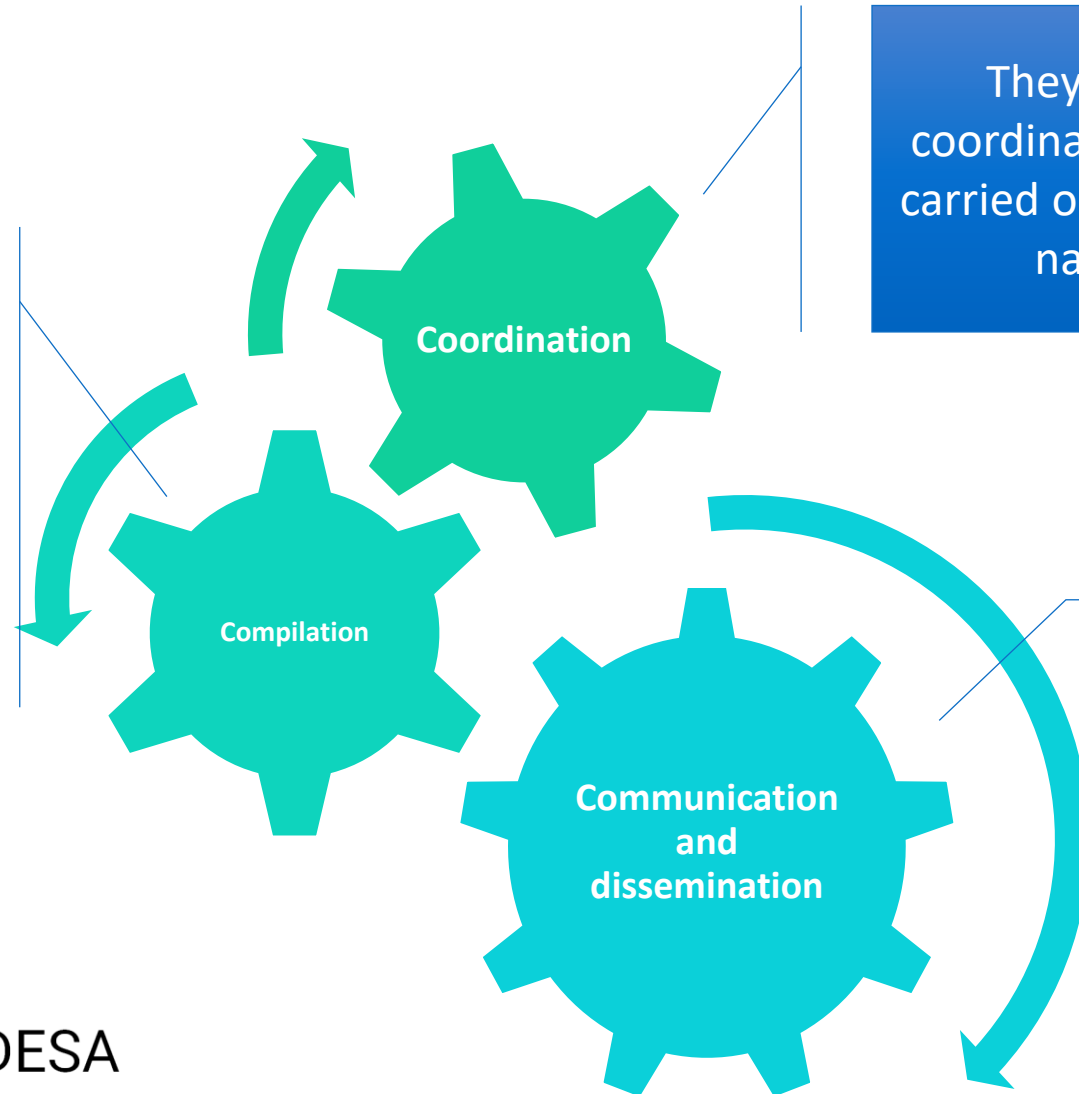 They
coordina
carried o
na
Coordination
Compilation
Communication
and
dissemination
DESA